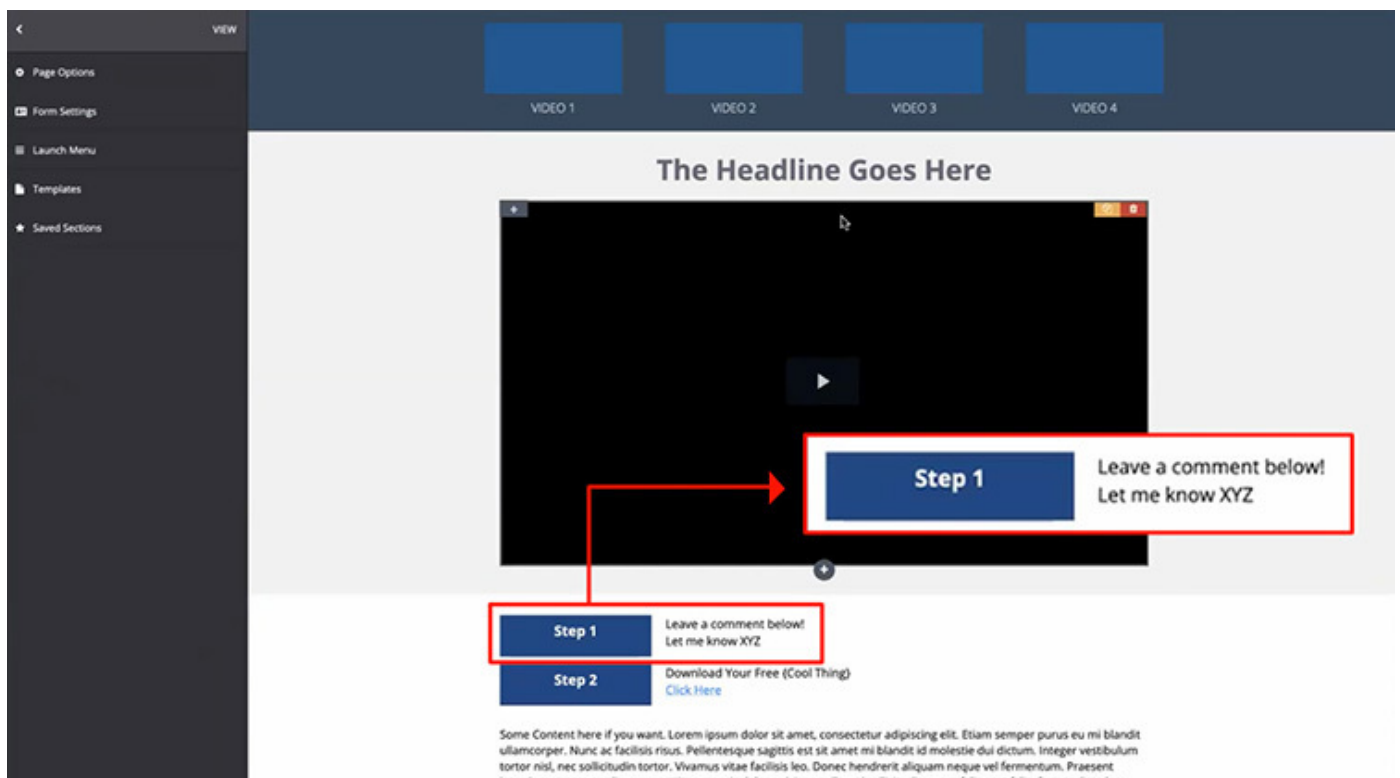 VIEW
Page Options
Form Settings
Launch Menu
Templates
Saved Sections
VIDEO 1
VIDEO 2
VIDEO 3
VIDEO 4
The Headline Goes Here
Step 1
Leave a comment below!
Let me know XYZ
Step 1
Leave a comment below!
Let me know XYZ
Step 2
Download Your Free {Cool Thing}
Click Here
Some Content here if you want. Lorem ipsum dolor sit amet, consectetur adipiscing elit. Etiam semper purus eu mi blandit
ullamcorper. Nunc ac facilisis risus. Pellentesque sagittis est sit amet mi blandit id molestie dui dictum. Integer vestibulum
tortor nisl, nec sollicitudin tortor. Vivamus vitae facilisis leo. Donec hendrerit aliquam neque vel fermentum. Praesent